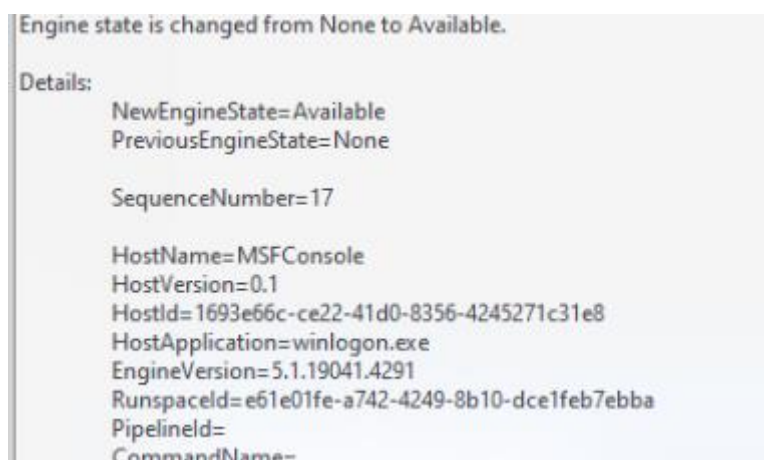 Engine state is changed from None to Available.
Details:
NewEngineState=Available
PreviousEngineState=None
SequenceNumber=17
HostName=MSFConsole
HostVersion=0.1
HostId=1693e66c-ce22-41d0-8356-4245271c31e8
HostApplication=winlogon.exe
EngineVersion=5.1.19041.4291
RunspaceId=e61e01fe-a742-4249-8b10-dce1feb7ebba
PipelineId=
CommandName=